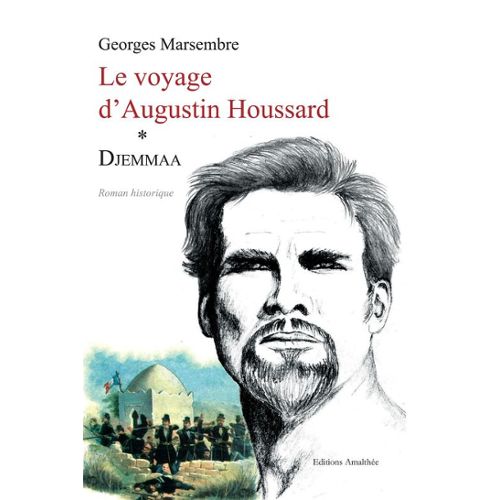 Georges Marsembre
Le voyage
d'Augustin Houssard
*
DJEMMAA
Roman historique
Editions Amalthée